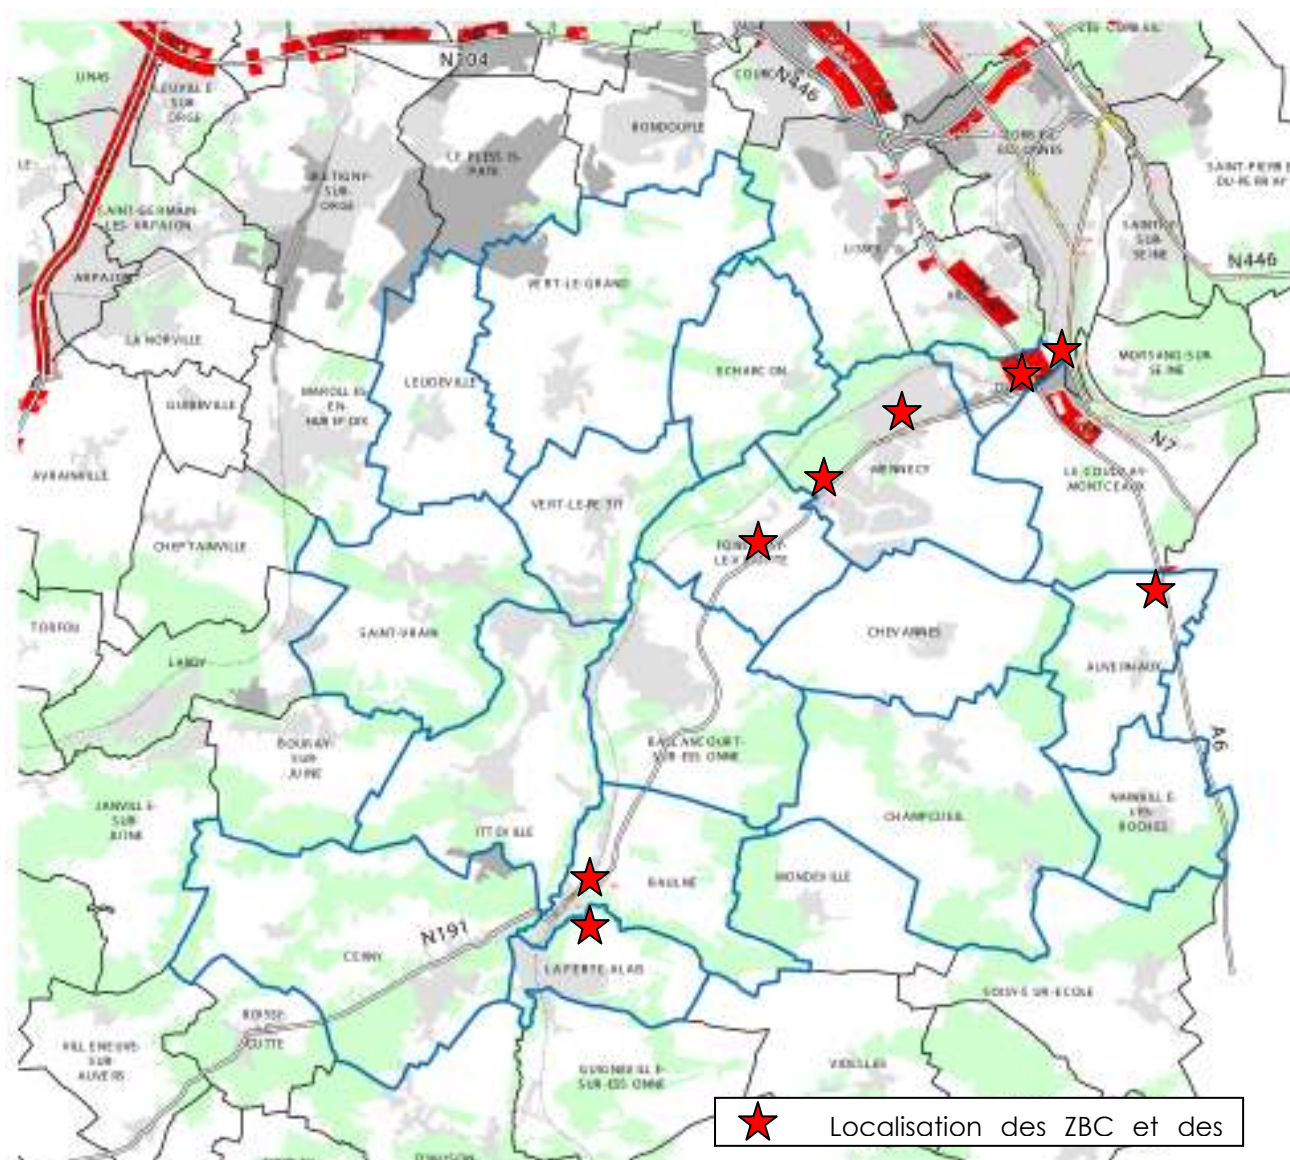 LINAS
N104
COURC
N446
LEUVILLE-
SUR-
ORGE
BONDOUFLE
LE PLESSIS-
PATE
BRETIGNY-
SUR-
ORGE
SAINT-GERMAIN-
LES-ARPAJON
SAINT-PIERRE-
DU-PERRAY
SAINTRY-
SUR-
SEINE
LISSES
N446
ARPAJON
VERT-LE-GRAND
LA NORVILLE
MORSANG-SUR-
SEINE
ECHARCON
LEUDEVILLE
MAROLLES-
EN-
HUREPOIX
GUIBEVILLE
N7
AVRAINVILLE
MENNECY
LE COUDRAY-
MONTCEAUX
VERT-LE-PETIT
CHEPTAINVILLE
TORFOU
SAINT-VRAIN
CHEVANNES
LARDY
AUVERNAUX
A6
BOURAY-
SUR-
JUINE
BALLANCOURT-
SUR-ESSONNE
JANVILLE-
SUR-
JUINE
NAINVILLE-
LES-
ROCHES
CHAMPCUEIL
ITTEVILLE
BAULNE
MONDEVILLE
N191
CERNY
LA FERTE-ALAIS
SOISY-SUR-ECOLE
BOISSY-
CUTTE
VILLENEUVE-
SUR-
AUVERS
VIDELLES
GUIGNEVILLE-
SUR-ESSONNE
Localisation des ZBC et des